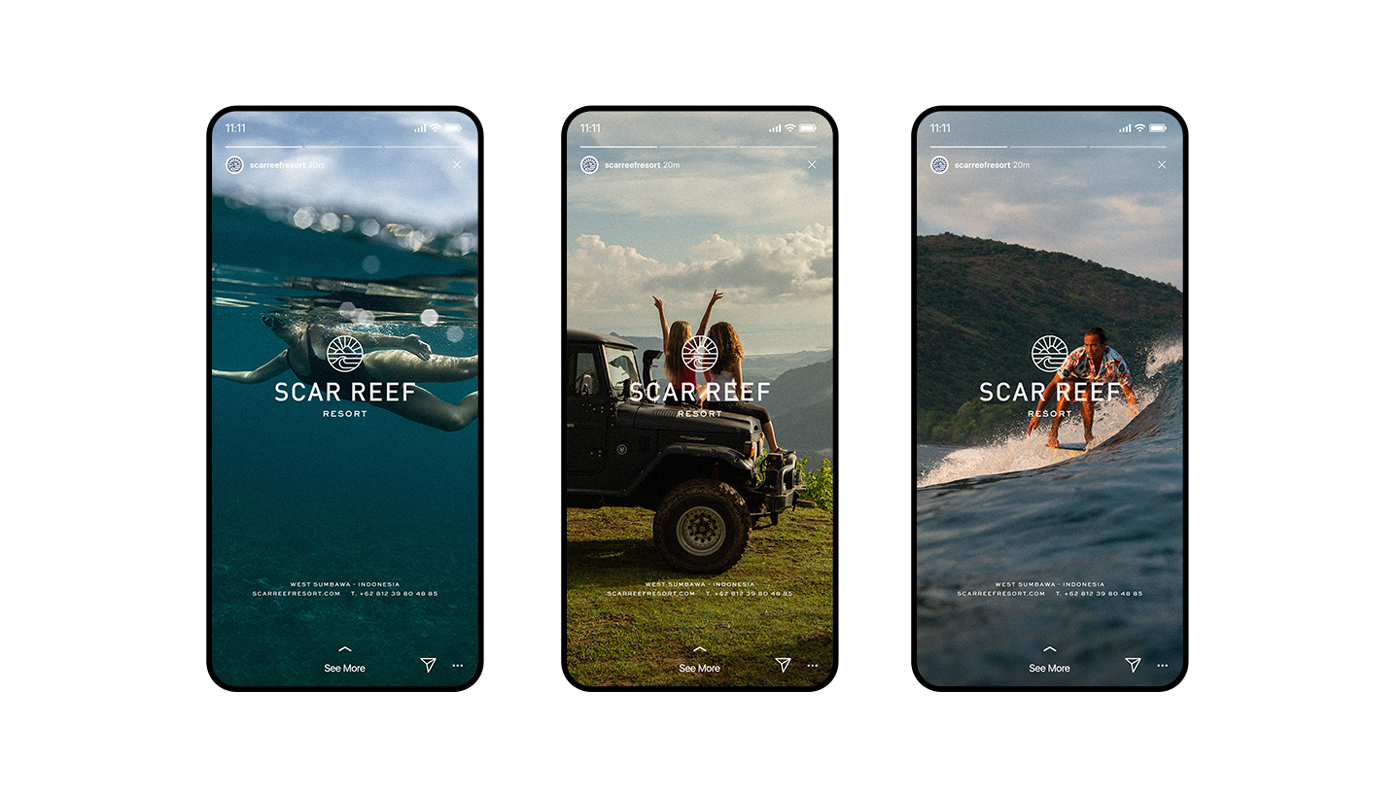 11:11
scarreefresort 20m
SCAR REEF
RESORT
WEST SUMBAWA - INDONESIA
SCARREEFRESORT.COM T. +62 812 39 80 48 85
See More
11:11
scarreefresort 20m
SCAR REEF
RESORT
WEST SUMBAWA - INDONESIA
SCARREEFRESORT.COM T. +62 812 39 80 48 85
See More
11:11
scarreefresort 20m
SCAR REEF
RESORT
WEST SUMBAWA - INDONESIA
SCARREEFRESORT.COM T. +62 812 39 80 48 85
See More